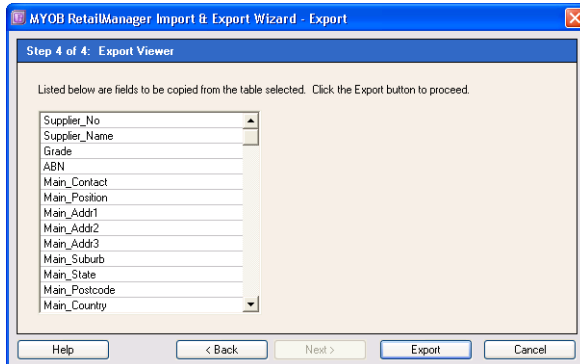 MYOB RetailManager Import & Export Wizard - Export
Step 4 of 4: Export Viewer
Listed below are fields to be copied from the table selected. Click the Export button to proceed.
Supplier_No
Supplier_Name
Grade
ABN
Main_Contact
Main_Position
Main_Addr1
Main_Addr2
Main_Addr3
Main_Suburb
Main_State
Main_Postcode
Main_Country
Help < Back Next > Export Cancel